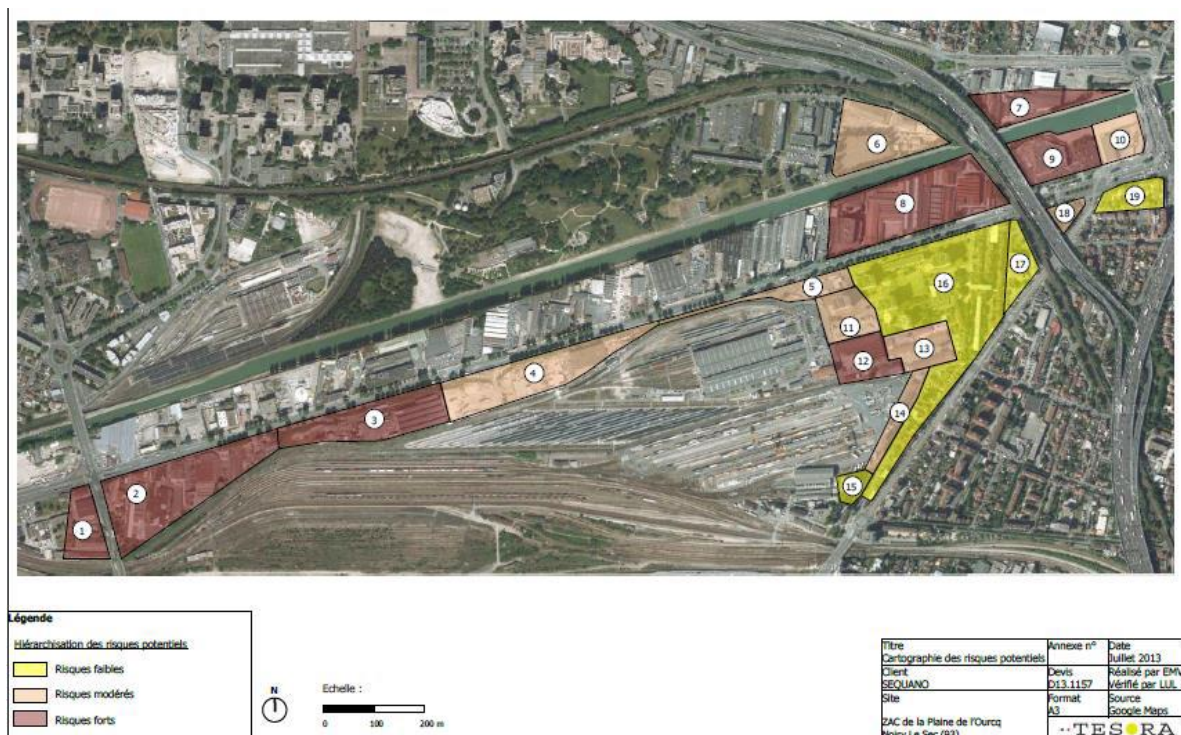 7
6
10
9
8
19
18
17
16
5
11
13
12
4
14
3
15
2
1
Légende
Hiérarchisation des risques potentiels
Risques faibles
Risques modérés
Risques forts
N
Echelle :
0 100 200 m
Titre
Cartographie des risques potentiels
Annexe n°
Date
Juillet 2013
Client
SEQUANO
Devis
D13.1157
Réalisé par EMV
Vérifié par LUL
Site
ZAC de la Plaine de l'Ourcq
Noisy Le Sec (93)
Format
A3
Source
Google Maps
TESORA